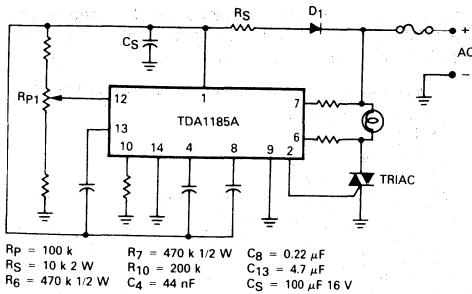 RS
D1
CS
AC
+
−
RP1
12
1
7
TDA1185A
13
6
10
14
4
8
9
2
TRIAC
RP = 100 k
RS = 10 k 2 W
R6 = 470 k 1/2 W
R7 = 470 k 1/2 W
R10 = 200 k
C4 = 44 nF
C8 = 0.22 μF
C13 = 4.7 μF
CS = 100 μF 16 V